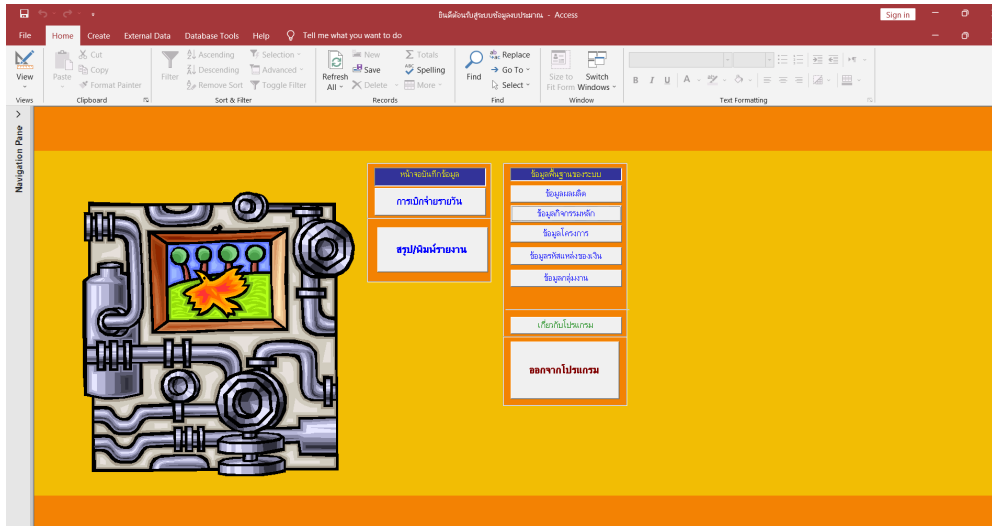 ยินดีต้อนรับสู่ระบบข้อมูลงบประมาณ - Access
Sign in
File Home Create External Data Database Tools Help Tell me what you want to do
View
Views
Paste
Cut
Copy
Format Painter
Clipboard
Filter
Ascending
Descending
Remove Sort
Selection
Advanced
Toggle Filter
Sort & Filter
Refresh All
New
Save
Delete
Totals
Spelling
More
Records
Find
Replace
Go To
Select
Find
Size to Fit Form
Switch Windows
Window
B I U A
Text Formatting
Navigation Pane
หน้าจอบันทึกข้อมูล
การเบิกจ่ายรายวัน
สรุป/พิมพ์รายงาน
ข้อมูลพื้นฐานของระบบ
ข้อมูลผลผลิต
ข้อมูลกิจกรรมหลัก
ข้อมูลโครงการ
ข้อมูลรหัสแหล่งของเงิน
ข้อมูลกลุ่มงาน
เกี่ยวกับโปรแกรม
ออกจากโปรแกรม